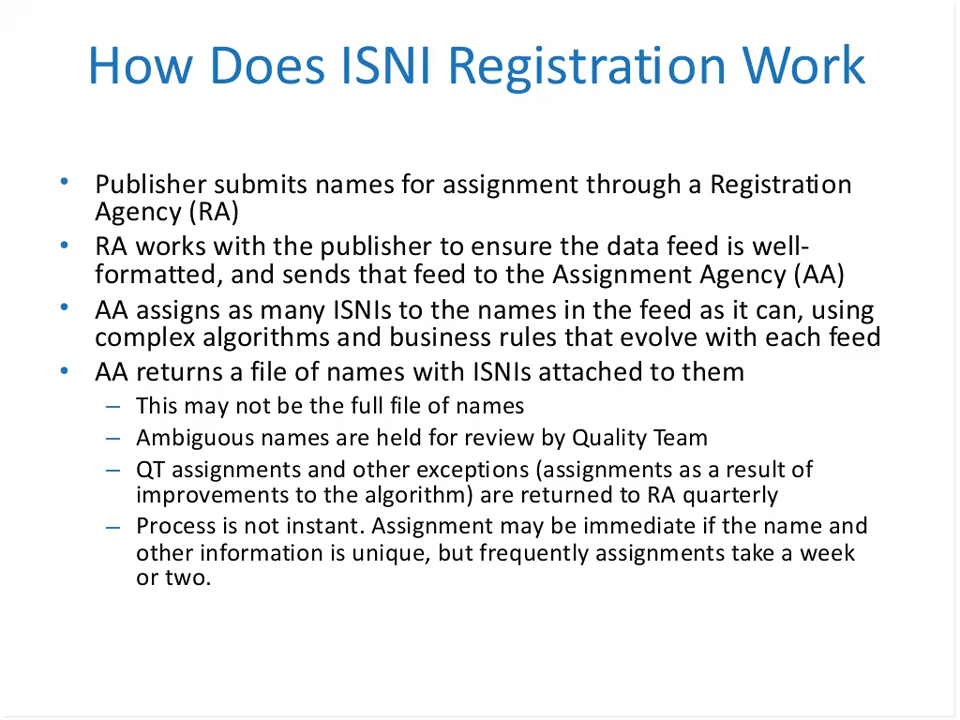 How Does ISNI Registration Work
• Publisher submits names for assignment through a Registration
Agency (RA)
• RA works with the publisher to ensure the data feed is well-
formatted, and sends that feed to the Assignment Agency (AA)
• AA assigns as many ISNIs to the names in the feed as it can, using
complex algorithms and business rules that evolve with each feed
• AA returns a file of names with ISNIs attached to them
– This may not be the full file of names
– Ambiguous names are held for review by Quality Team
– QT assignments and other exceptions (assignments as a result of
improvements to the algorithm) are returned to RA quarterly
– Process is not instant. Assignment may be immediate if the name and
other information is unique, but frequently assignments take a week
or two.